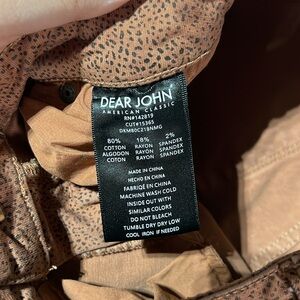 DEAR JOHN®
AMERICAN CLASSIC
RN#142819
CUT#15365
DKM80C218NMG
80% 18% 2%
COTTON RAYON SPANDEX
ALGODON RAYON SPANDEX
COTON RAYON SPANDEX
MADE IN CHINA
HECHO EN CHINA
FABRIQUÉ EN CHINA
MACHINE WASH COLD
INSIDE OUT WITH
SIMILAR COLORS
DO NOT BLEACH
TUMBLE DRY LOW
COOL IRON IF NEEDED